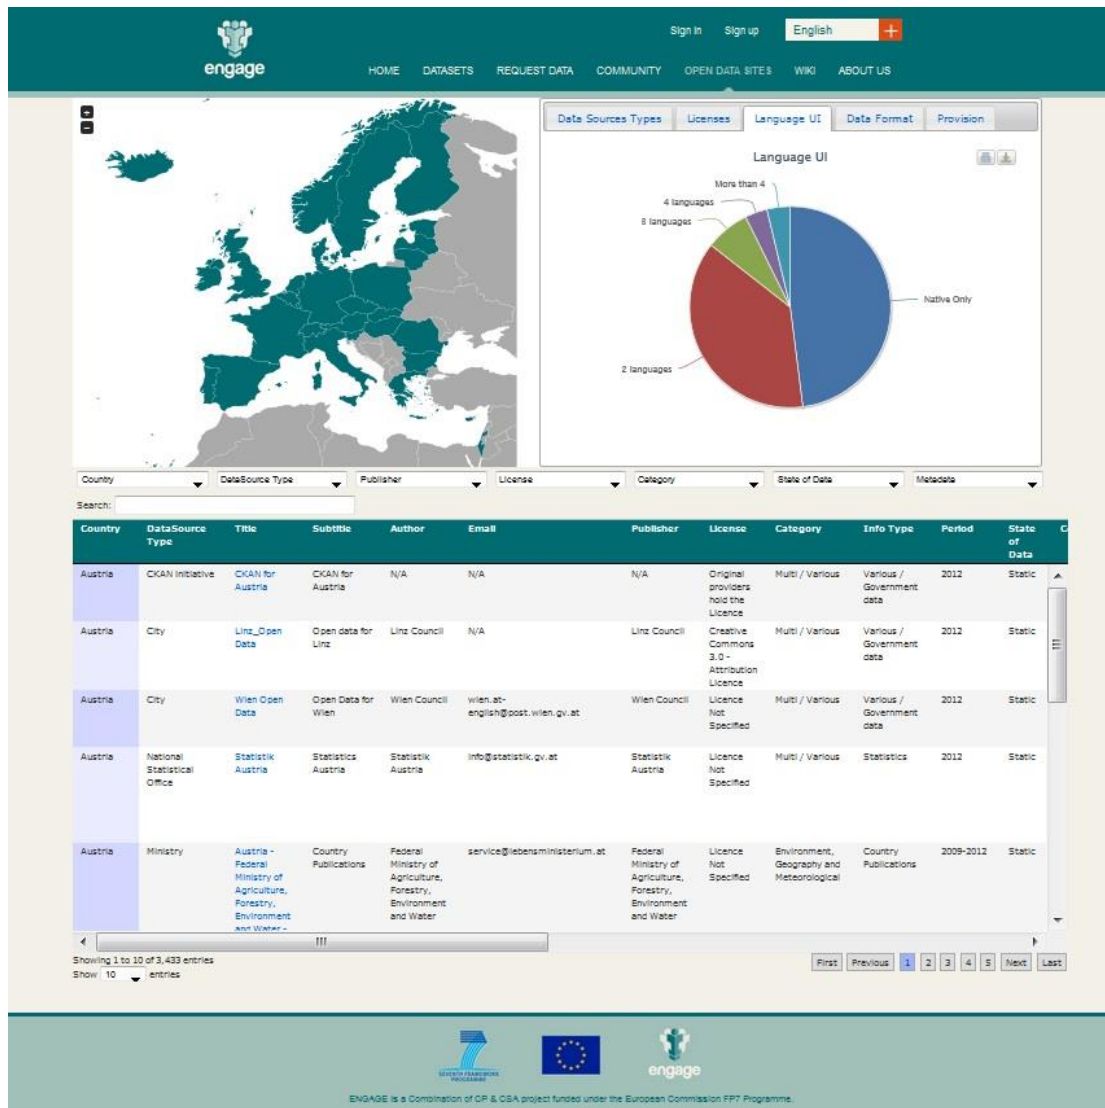 Sign in Sign up English +
engage
HOME DATASETS REQUEST DATA COMMUNITY OPEN DATA SITES WIKI ABOUT US
+
-
Data Sources Types Licenses Language UI Data Format Provision
Language UI
More than 4
4 languages
8 languages
Native Only
2 languages
Country DataSource Type Publisher License Category State of Data Metadata
Search:
Country DataSource Title Subtitle Author Email Publisher License Category Info Type Period State C
Type of
Data
Austria CKAN Initiative CKAN for CKAN for N/A N/A N/A Original Multi / Various Various / 2012 Static
Austria Austria providers Government
hold the data
Licence
Austria City Linz_Open Open data for Linz Council N/A Linz Council Creative Multi / Various Various / 2012 Static
Data Linz Commons Government
3.0 - data
Attribution
Licence
Austria City Wien Open Open Data for Wien Council wien.at- Wien Council Licence Multi / Various Various / 2012 Static
Data Wien english@post.wien.gv.at Not Government
Specified data
Austria National Statistik Statistics Statistik info@statistik.gv.at Statistik Licence Multi / Various Statistics 2012 Static
Statistical Austria Austria Austria Austria Not
Office Specified
Austria Ministry Austria - Country Federal service@lebensministerium.at Federal Licence Environment, Country 2009-2012 Static
Federal Publications Ministry of Ministry of Not Geography and Publications
Ministry of Agriculture, Agriculture, Specified Meteorological
Agriculture, Forestry, Forestry,
Forestry, Environment Environment
Environment and Water and Water
and Water -
Showing 1 to 10 of 3,433 entries
First Previous 1 2 3 4 5 Next Last
Show 10 entries
SEVENTH FRAMEWORK
PROGRAMME
engage
ENGAGE is a Combination of CP & CSA project funded under the European Commission FP7 Programme.